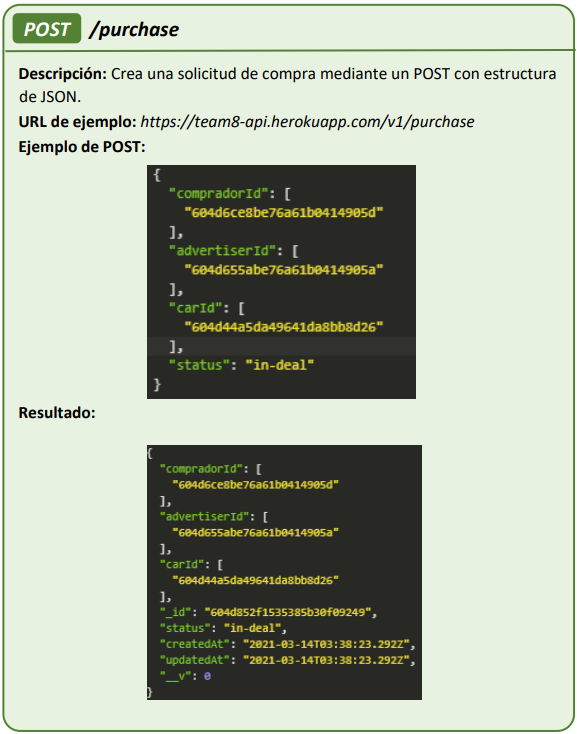 POST /purchase
Descripción: Crea una solicitud de compra mediante un POST con estructura
de JSON.
URL de ejemplo: https://team8-api.herokuapp.com/v1/purchase
Ejemplo de POST:
{
"compradorId": [
"604d6ce8be76a61b0414905d"
],
"advertiserId": [
"604d655abe76a61b0414905a"
],
"carId": [
"604d44a5da49641da8bb8d26"
],
"status": "in-deal"
}
Resultado:
{
"compradorId": [
"604d6ce8be76a61b0414905d"
],
"advertiserId": [
"604d655abe76a61b0414905a"
],
"carId": [
"604d44a5da49641da8bb8d26"
],
"_id": "604d852f1535385b30f09249",
"status": "in-deal",
"createdAt": "2021-03-14T03:38:23.292Z",
"updatedAt": "2021-03-14T03:38:23.292Z",
"__v": 0
}